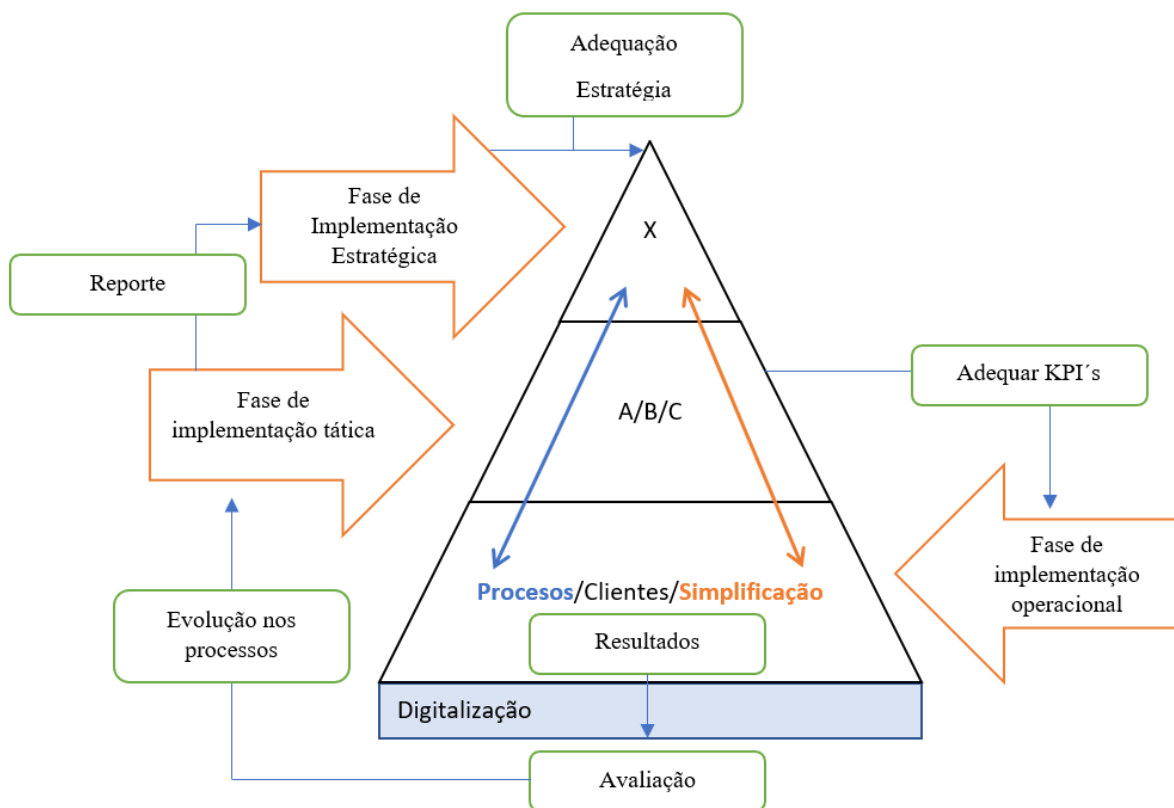 Adequação
Estratégia
Fase de
Implementação
Estratégica
X
Reporte
Fase de
implementação tática
A/B/C
Adequar KPI´s
Fase de
implementação
operacional
Procesos/Clientes/Simplificação
Evolução nos
processos
Resultados
Digitalização
Avaliação